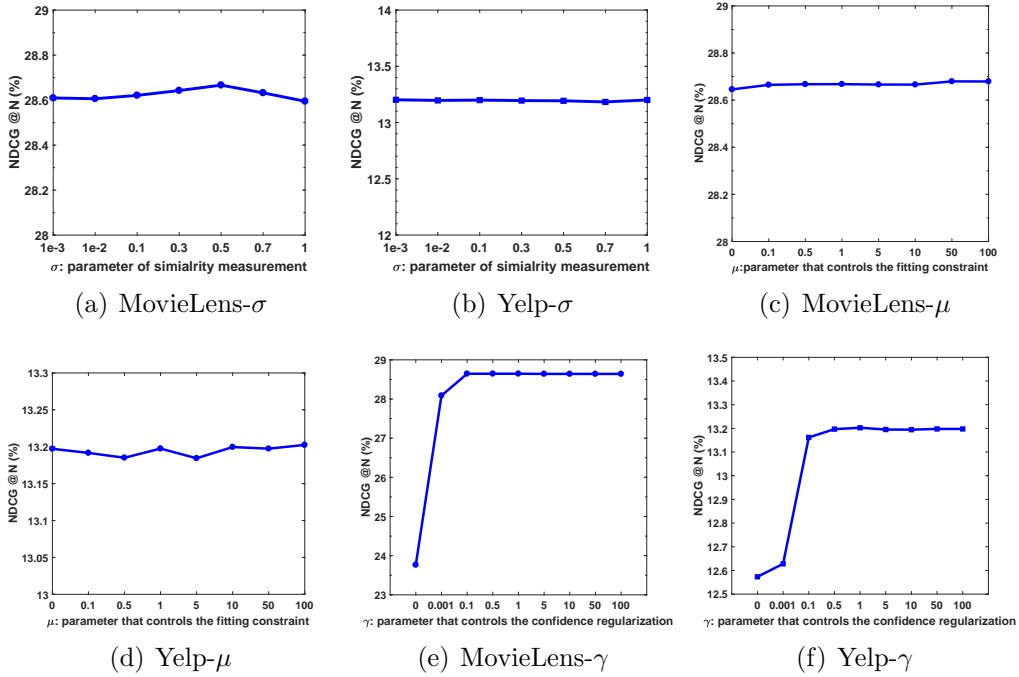 29
28.8
28.6
28.4
28.2
28
NDCG @N (%)
1e-3 1e-2 0.1 0.3 0.5 0.7 1
σ: parameter of simialrity measurement
(a) MovieLens-σ
14
13.5
13
12.5
12
NDCG @N (%)
1e-3 1e-2 0.1 0.3 0.5 0.7 1
σ: parameter of simialrity measurement
(b) Yelp-σ
29
28.8
28.6
28.4
28.2
28
NDCG @N (%)
0 0.1 0.5 1 5 10 50 100
μ:parameter that controls the fitting constraint
(c) MovieLens-μ
13.3
13.25
13.2
13.15
13.1
13.05
13
NDCG @N (%)
0 0.1 0.5 1 5 10 50 100
μ: parameter that controls the fitting constraint
(d) Yelp-μ
29
28
27
26
25
24
23
NDCG @N (%)
0 0.001 0.1 0.5 1 5 10 50 100
γ: parameter that controls the confidence regularization
(e) MovieLens-γ
13.5
13.4
13.3
13.2
13.1
13
12.9
12.8
12.7
12.6
12.5
NDCG @N (%)
0 0.001 0.1 0.5 1 5 10 50 100
γ: parameter that controls the confidence regularization
(f) Yelp-γ